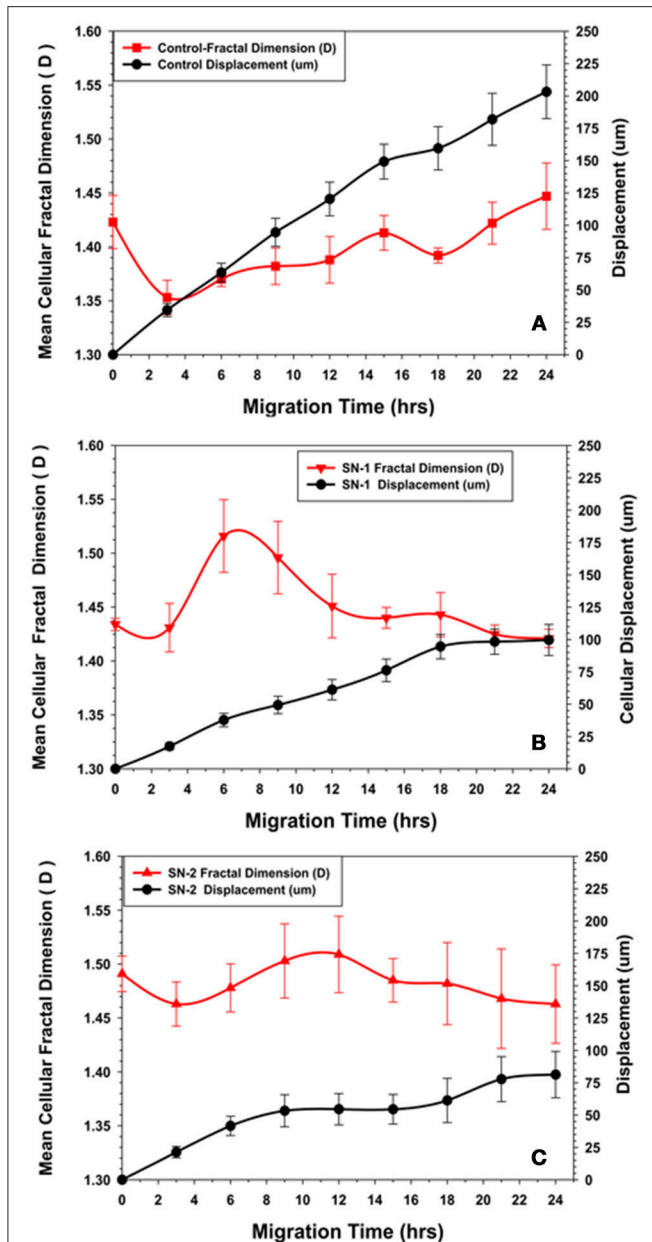 Control-Fractal Dimension (D)
Control Displacement (um)
Mean Cellular Fractal Dimension ( D )
1.60
1.55
1.50
1.45
1.40
1.35
1.30
250
225
200
175
150
125
100
75
50
25
0
Displacement (um)
A
0 2 4 6 8 10 12 14 16 18 20 22 24
Migration Time (hrs)
SN-1 Fractal Dimension (D)
SN-1 Displacement (um)
Mean Cellular Fractal Dimension ( D )
1.60
1.55
1.50
1.45
1.40
1.35
1.30
250
225
200
175
150
125
100
75
50
25
0
Cellular Displacement (um)
B
0 2 4 6 8 10 12 14 16 18 20 22 24
Migration Time (hrs)
SN-2 Fractal Dimension (D)
SN-2 Displacement (um)
Mean Cellular Fractal Dimension ( D )
1.60
1.55
1.50
1.45
1.40
1.35
1.30
250
225
200
175
150
125
100
75
50
25
0
Displacement (um)
C
0 2 4 6 8 10 12 14 16 18 20 22 24
Migration Time (hrs)